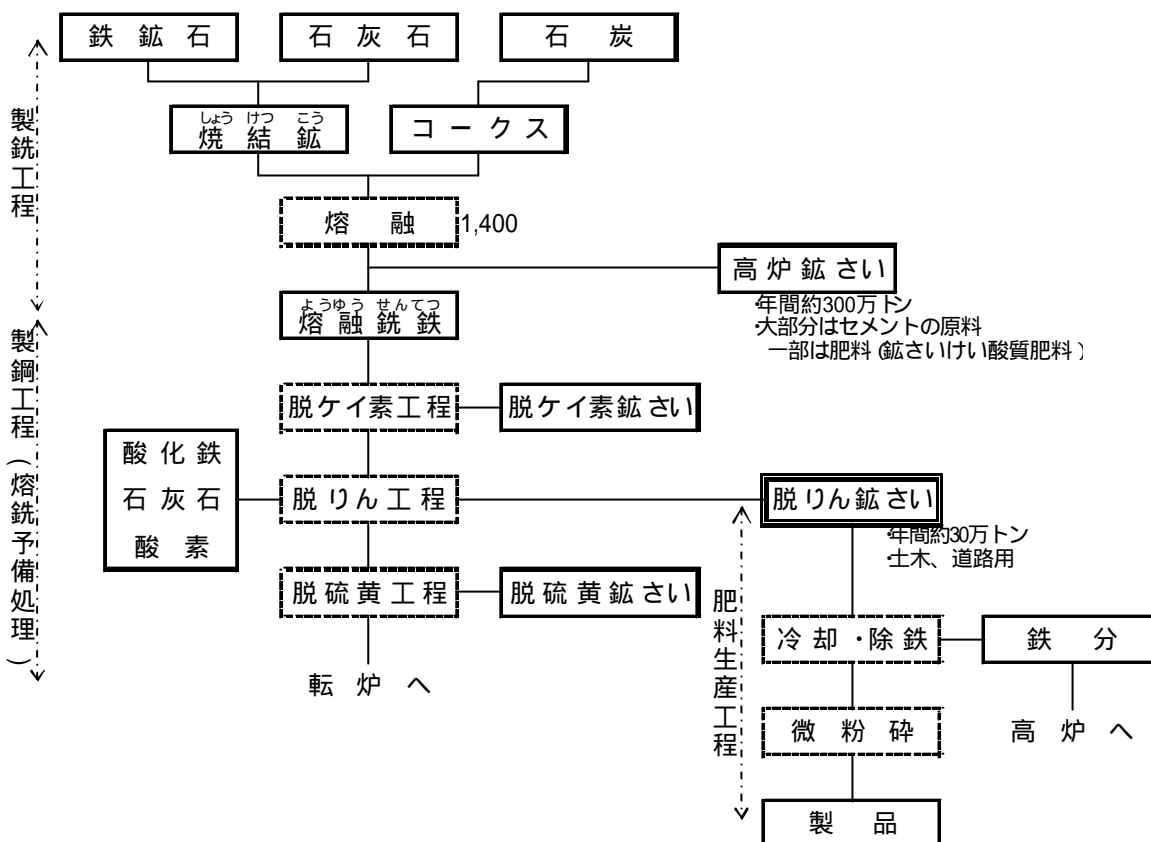 鉄鉱石
石灰石
石炭
製銑工程
しょう けつ こう
焼結鉱
コークス
熔融
1,400
高炉鉱さい
・年間約300万トン
・大部分はセメントの原料
一部は肥料(鉱さいけい酸質肥料)
ようゆう せんてつ
熔融銑鉄
製鋼工程(熔銑予備処理)
脱ケイ素工程
脱ケイ素鉱さい
酸化鉄
石灰石
酸素
脱りん工程
脱りん鉱さい
・年間約30万トン
・土木、道路用
脱硫黄工程
脱硫黄鉱さい
肥料生産工程
冷却・除鉄
鉄分
転炉へ
微粉砕
高炉へ
製品